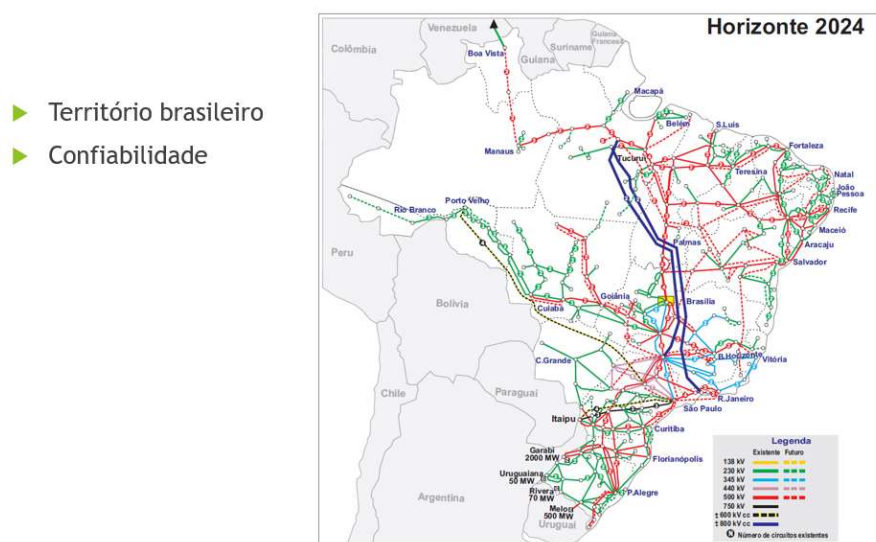 Território brasileiro
Confiabilidade
Horizonte 2024
Venezuela
Colômbia
Guiana
Suriname
Guiana
Francesa
Boa Vista
Macapá
Belém
S.Luís
Fortaleza
Manaus
Tucuruí
Teresina
Natal
João
Pessoa
Recife
Porto Velho
Rio Branco
Maceió
Aracaju
Palmas
Salvador
Peru
Bolívia
Goiânia
Brasília
Cuiabá
B.Horizonte
Vitória
C.Grande
Chile
Paraguai
R.Janeiro
São Paulo
Itaipu
Curitiba
Garabi
2000 MW
Florianópolis
Uruguaiana
50 MW
Rivera
70 MW
P.Alegre
Melo
500 MW
Argentina
Uruguai
Legenda
Existente Futuro
138 kV
230 kV
345 kV
440 kV
500 kV
750 kV
± 600 kV cc
± 800 kV cc
N Número de circuitos existentes